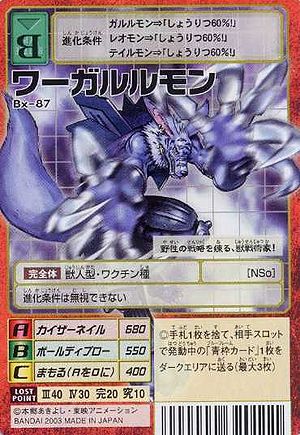 B
進化条件
ガルルモン⇨「しょうりつ60%!」
レオモン⇨「しょうりつ60%!」
テイルモン⇨「しょうりつ60%!」
ワーガルルモン
Bx-87
野性の戦略を練る、獣戦術家!
完全体 獣人型・ワクチン種 [NSo]
進化条件は無視できない
A カイザーネイル 680
B ボールディブロー 550
C まもる(Aを0に) 400
LOST POINT Ⅲ40 Ⅳ30 完20 究10
◎手札1枚を捨て、相手スロット
で発動中の「青枠カード」1枚を
ダークエリアに送る(最大3枚)
©本郷あきよし・東映アニメーション
BANDAI 2003 MADE IN JAPAN